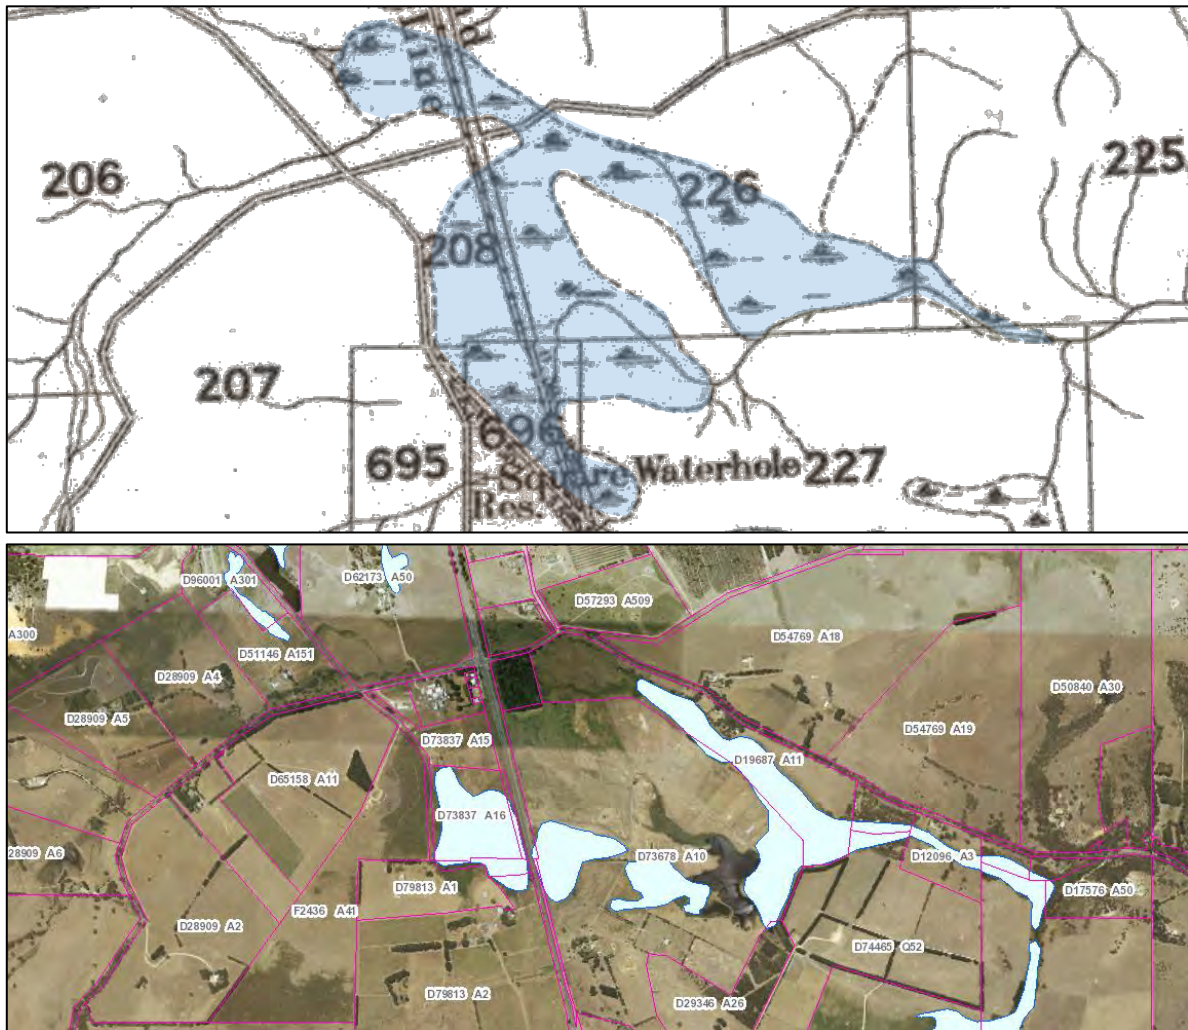 Line
206
225
226
208
207
696
695
Square Waterhole 227
Res.
D96001 A301
D62173 A50
D57293 A509
A300
D51146 A151
D54769 A18
D28909 A4
D50840 A30
D28909 A5
D54769 A19
D73837 A15
D19687 A11
D65158 A11
D73837 A16
28909 A6
D73678 A10
D12096 A3
D79813 A1
D17576 A50
F2436 A41
D28909 A2
D74465 Q52
D79813 A2
D29346 A26